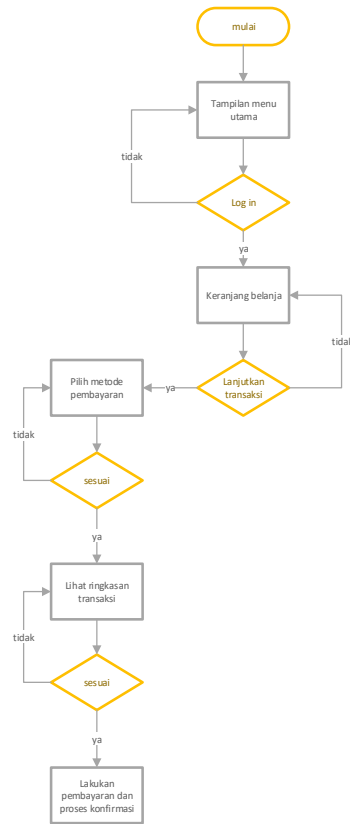 mulai
Tampilan menu
utama
tidak
Log in
ya
Keranjang belanja
tidak
Lanjutkan
transaksi
ya
Pilih metode
pembayaran
tidak
sesuai
ya
Lihat ringkasan
transaksi
tidak
sesuai
ya
Lakukan
pembayaran dan
proses konfirmasi